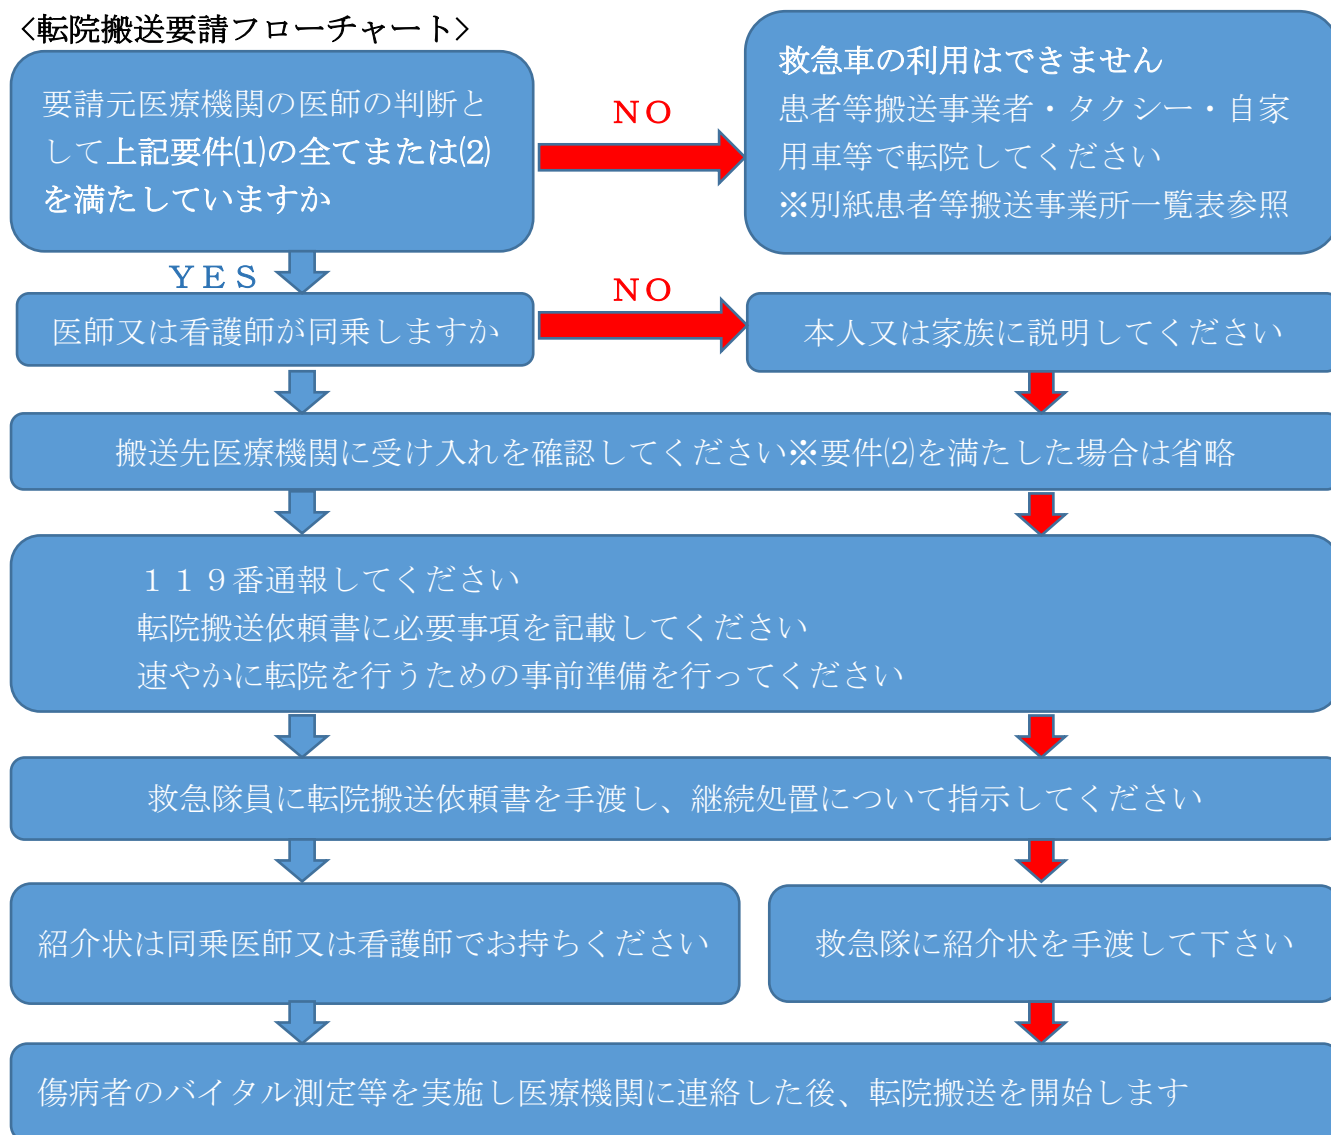 <転院搬送要請フローチャート>
要請元医療機関の医師の判断と
して上記要件⑴の全てまたは⑵
を満たしていますか
ＮＯ
救急車の利用はできません
患者等搬送事業者・タクシー・自家
用車等で転院してください
※別紙患者等搬送事業所一覧表参照
ＹＥＳ
医師又は看護師が同乗しますか
ＮＯ
本人又は家族に説明してください
搬送先医療機関に受け入れを確認してください※要件⑵を満たした場合は省略
１１９番通報してください
転院搬送依頼書に必要事項を記載してください
速やかに転院を行うための事前準備を行ってください
救急隊員に転院搬送依頼書を手渡し、継続処置について指示してください
紹介状は同乗医師又は看護師でお持ちください
救急隊に紹介状を手渡して下さい
傷病者のバイタル測定等を実施し医療機関に連絡した後、転院搬送を開始します